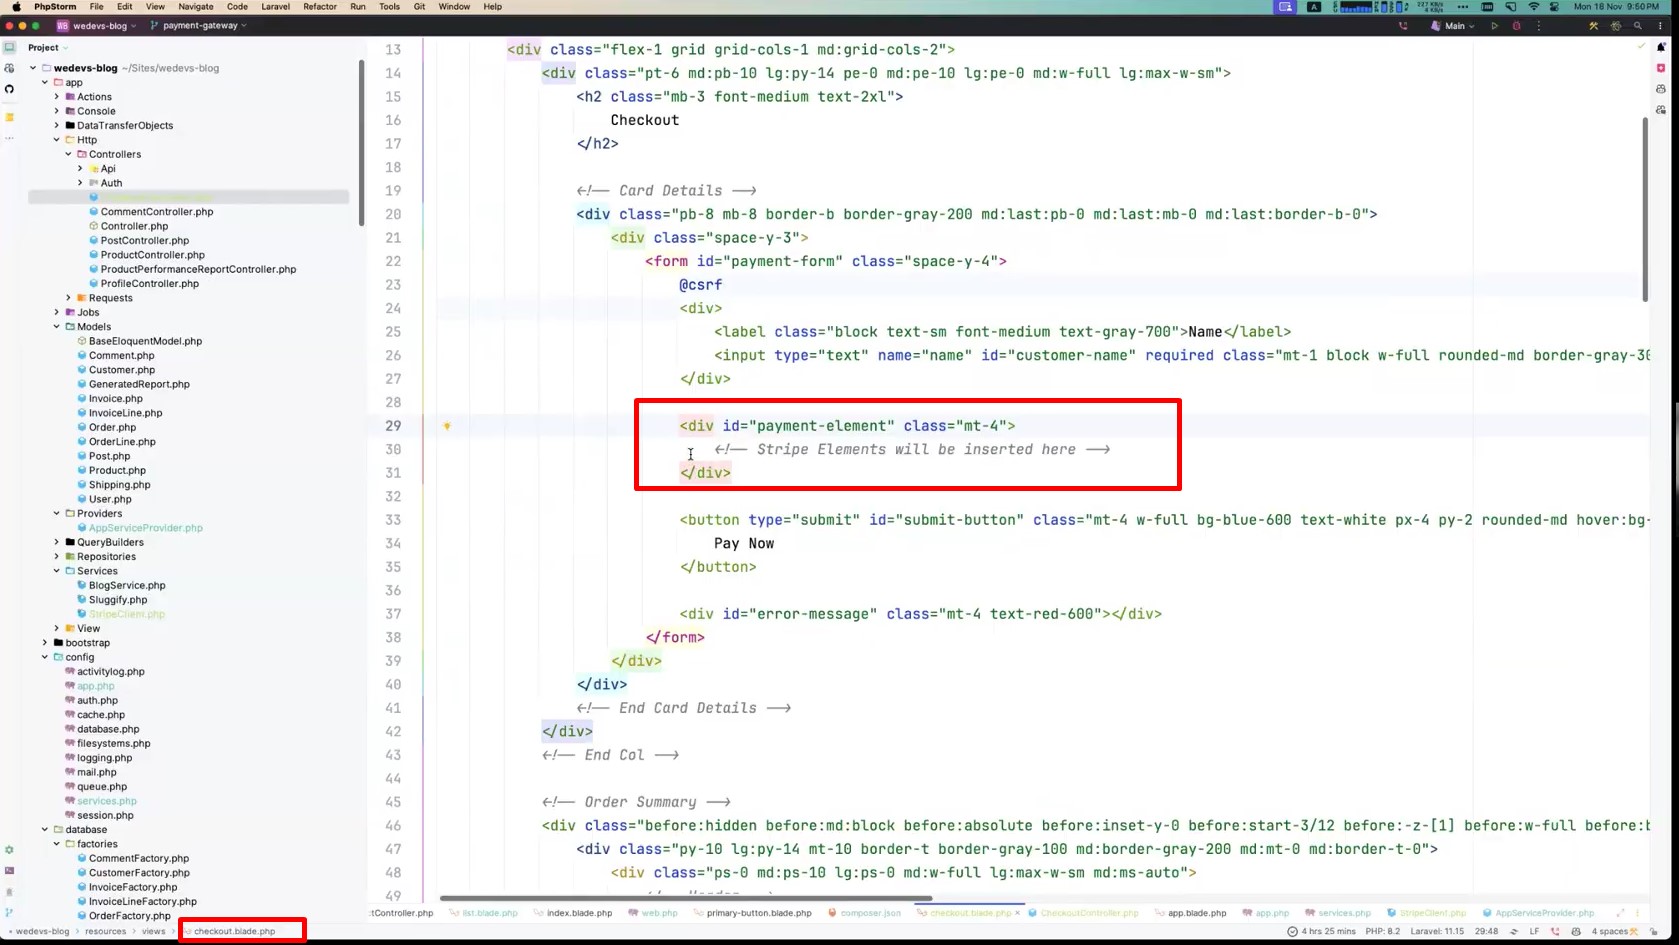 PhpStorm File Edit View Navigate Code Laravel Refactor Run Tools Git Window Help
Mon 18 Nov 9:50 PM
WB wedevs-blog payment-gateway
Main
Project
wedevs-blog ~/Sites/wedevs-blog
app
Actions
Console
DataTransferObjects
Http
Controllers
Api
Auth
CommentController.php
Controller.php
PostController.php
ProductController.php
ProductPerformanceReportController.php
ProfileController.php
Requests
Jobs
Models
BaseEloquentModel.php
Comment.php
Customer.php
GeneratedReport.php
Invoice.php
InvoiceLine.php
Order.php
OrderLine.php
Post.php
Product.php
Shipping.php
User.php
Providers
AppServiceProvider.php
QueryBuilders
Repositories
Services
BlogService.php
Sluggify.php
StripeClient.php
View
bootstrap
config
activitylog.php
app.php
auth.php
cache.php
database.php
filesystems.php
logging.php
mail.php
queue.php
services.php
session.php
database
factories
CommentFactory.php
CustomerFactory.php
InvoiceFactory.php
InvoiceLineFactory.php
OrderFactory.php
13 <div class="flex-1 grid grid-cols-1 md:grid-cols-2">
14 <div class="pt-6 md:pb-10 lg:py-14 pe-0 md:pe-10 lg:pe-0 md:w-full lg:max-w-sm">
15 <h2 class="mb-3 font-medium text-2xl">
16 Checkout
17 </h2>
18
19 <!-- Card Details -->
20 <div class="pb-8 mb-8 border-b border-gray-200 md:last:pb-0 md:last:mb-0 md:last:border-b-0">
21 <div class="space-y-3">
22 <form id="payment-form" class="space-y-4">
23 @csrf
24 <div>
25 <label class="block text-sm font-medium text-gray-700">Name</label>
26 <input type="text" name="name" id="customer-name" required class="mt-1 block w-full rounded-md border-gray-30
27 </div>
28
29 <div id="payment-element" class="mt-4">
30 <!-- Stripe Elements will be inserted here -->
31 </div>
32
33 <button type="submit" id="submit-button" class="mt-4 w-full bg-blue-600 text-white px-4 py-2 rounded-md hover:bg-
34 Pay Now
35 </button>
36
37 <div id="error-message" class="mt-4 text-red-600"></div>
38 </form>
39 </div>
40 </div>
41 <!-- End Card Details -->
42 </div>
43 <!-- End Col -->
44
45 <!-- Order Summary -->
46 <div class="before:hidden before:md:block before:absolute before:inset-y-0 before:start-3/12 before:-z-[1] before:w-full before:b
47 <div class="py-10 lg:py-14 mt-10 border-t border-gray-100 md:border-gray-200 md:mt-0 md:border-t-0">
48 <div class="ps-0 md:ps-10 lg:ps-0 md:w-full lg:max-w-sm md:ms-auto">
49
tController.php list.blade.php index.blade.php web.php primary-button.blade.php composer.json checkout.blade.php × CheckoutController.php app.blade.php app.php services.php StripeClient.php AppServiceProvider.php
wedevs-blog > resources > views > checkout.blade.php
4 hrs 25 mins PHP: 8.2 Laravel: 11.15 29:48 LF 4 spaces